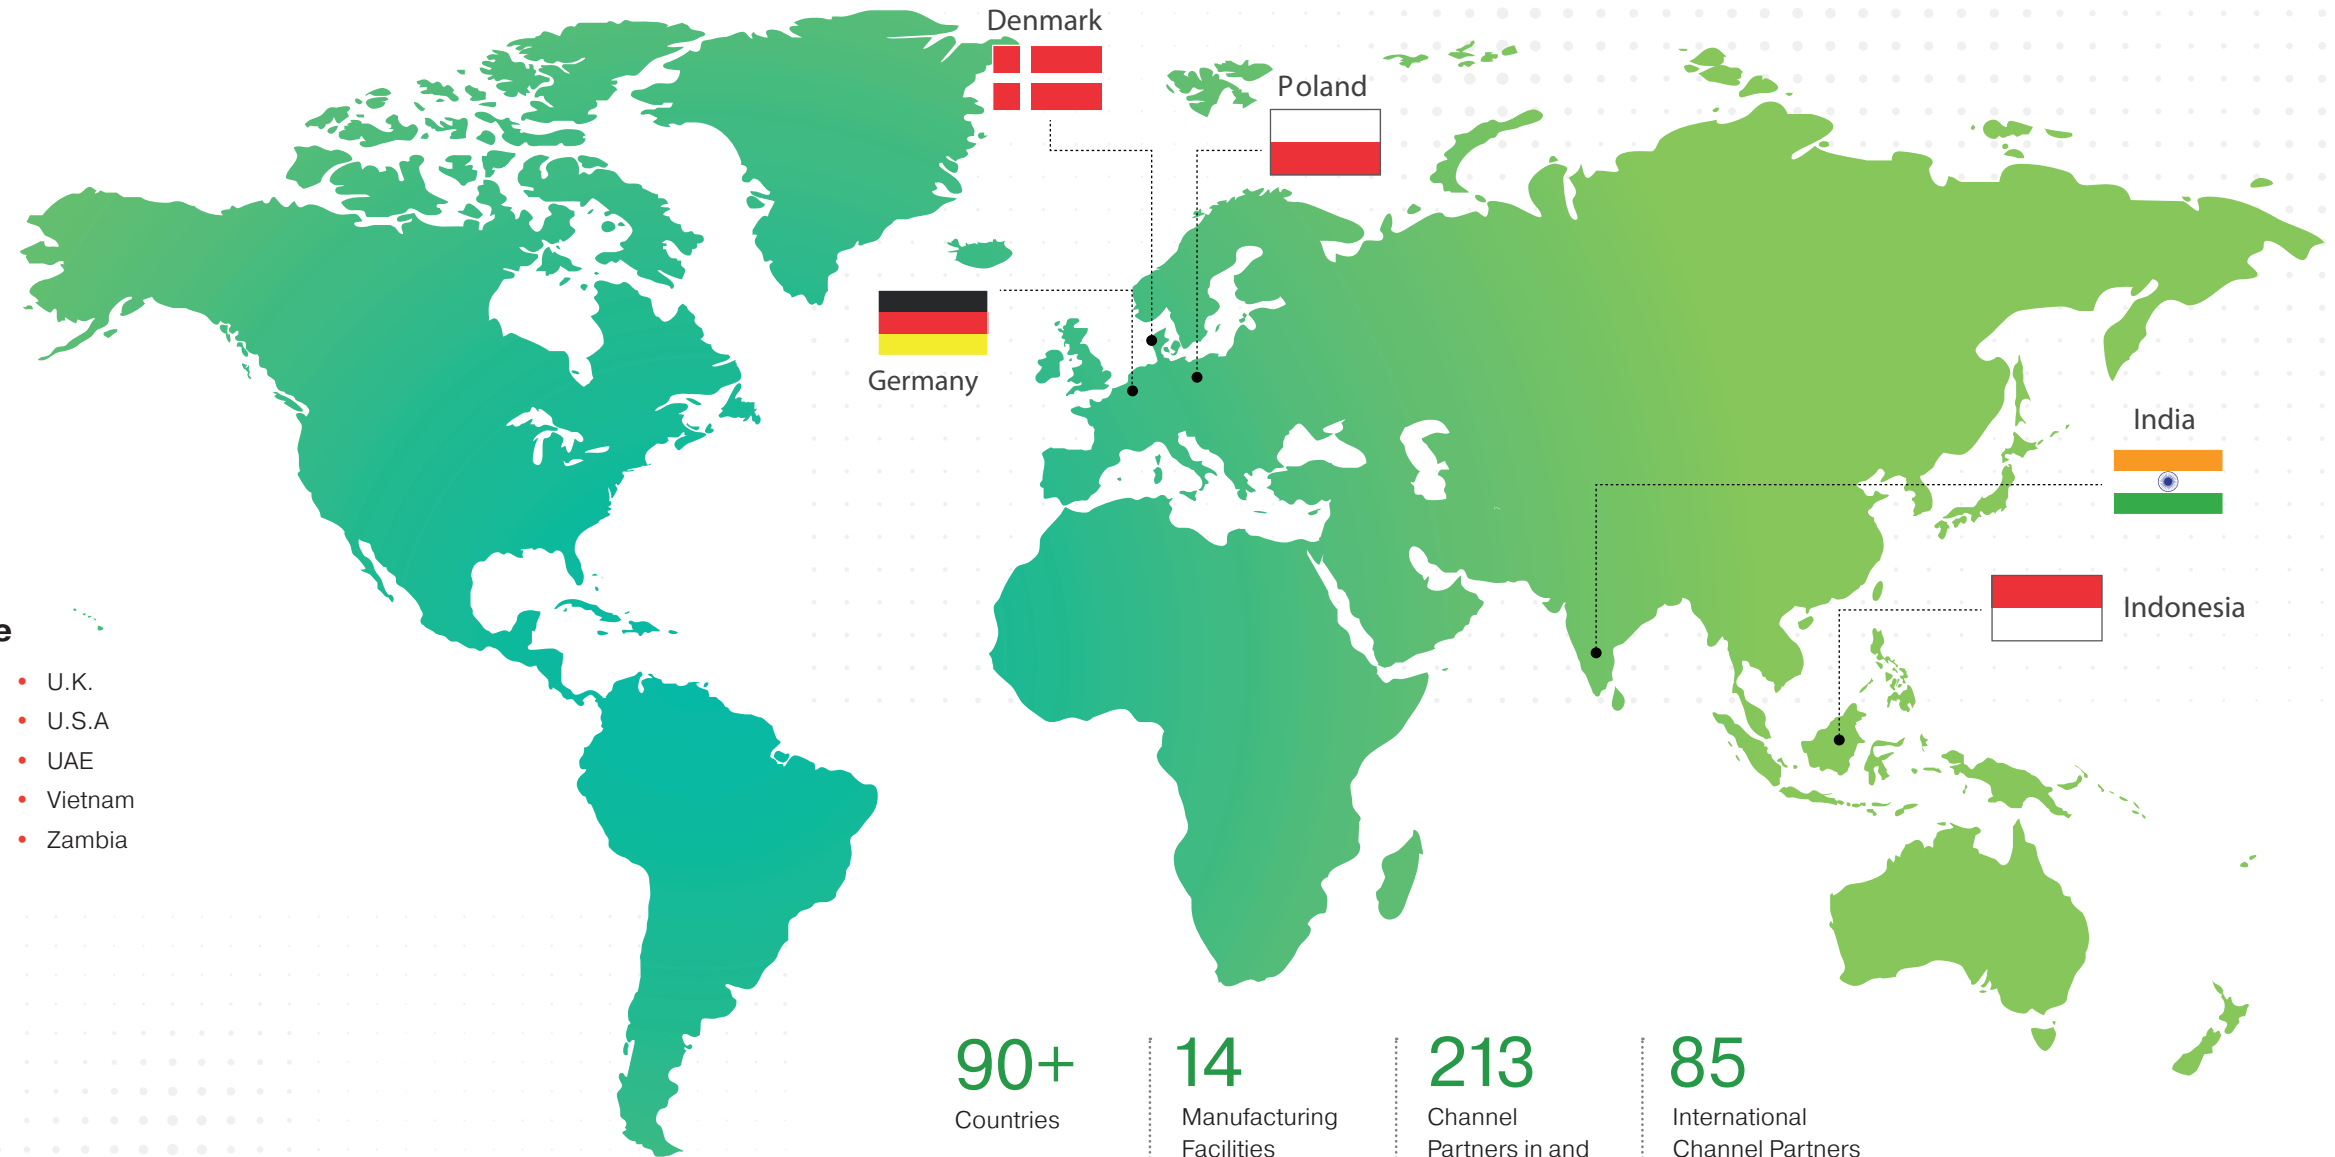 Denmark
Poland
Germany
India
Indonesia
e
• U.K.
• U.S.A
• UAE
• Vietnam
• Zambia
90+
Countries
14
Manufacturing
Facilities
213
Channel
Partners in and
85
International
Channel Partners